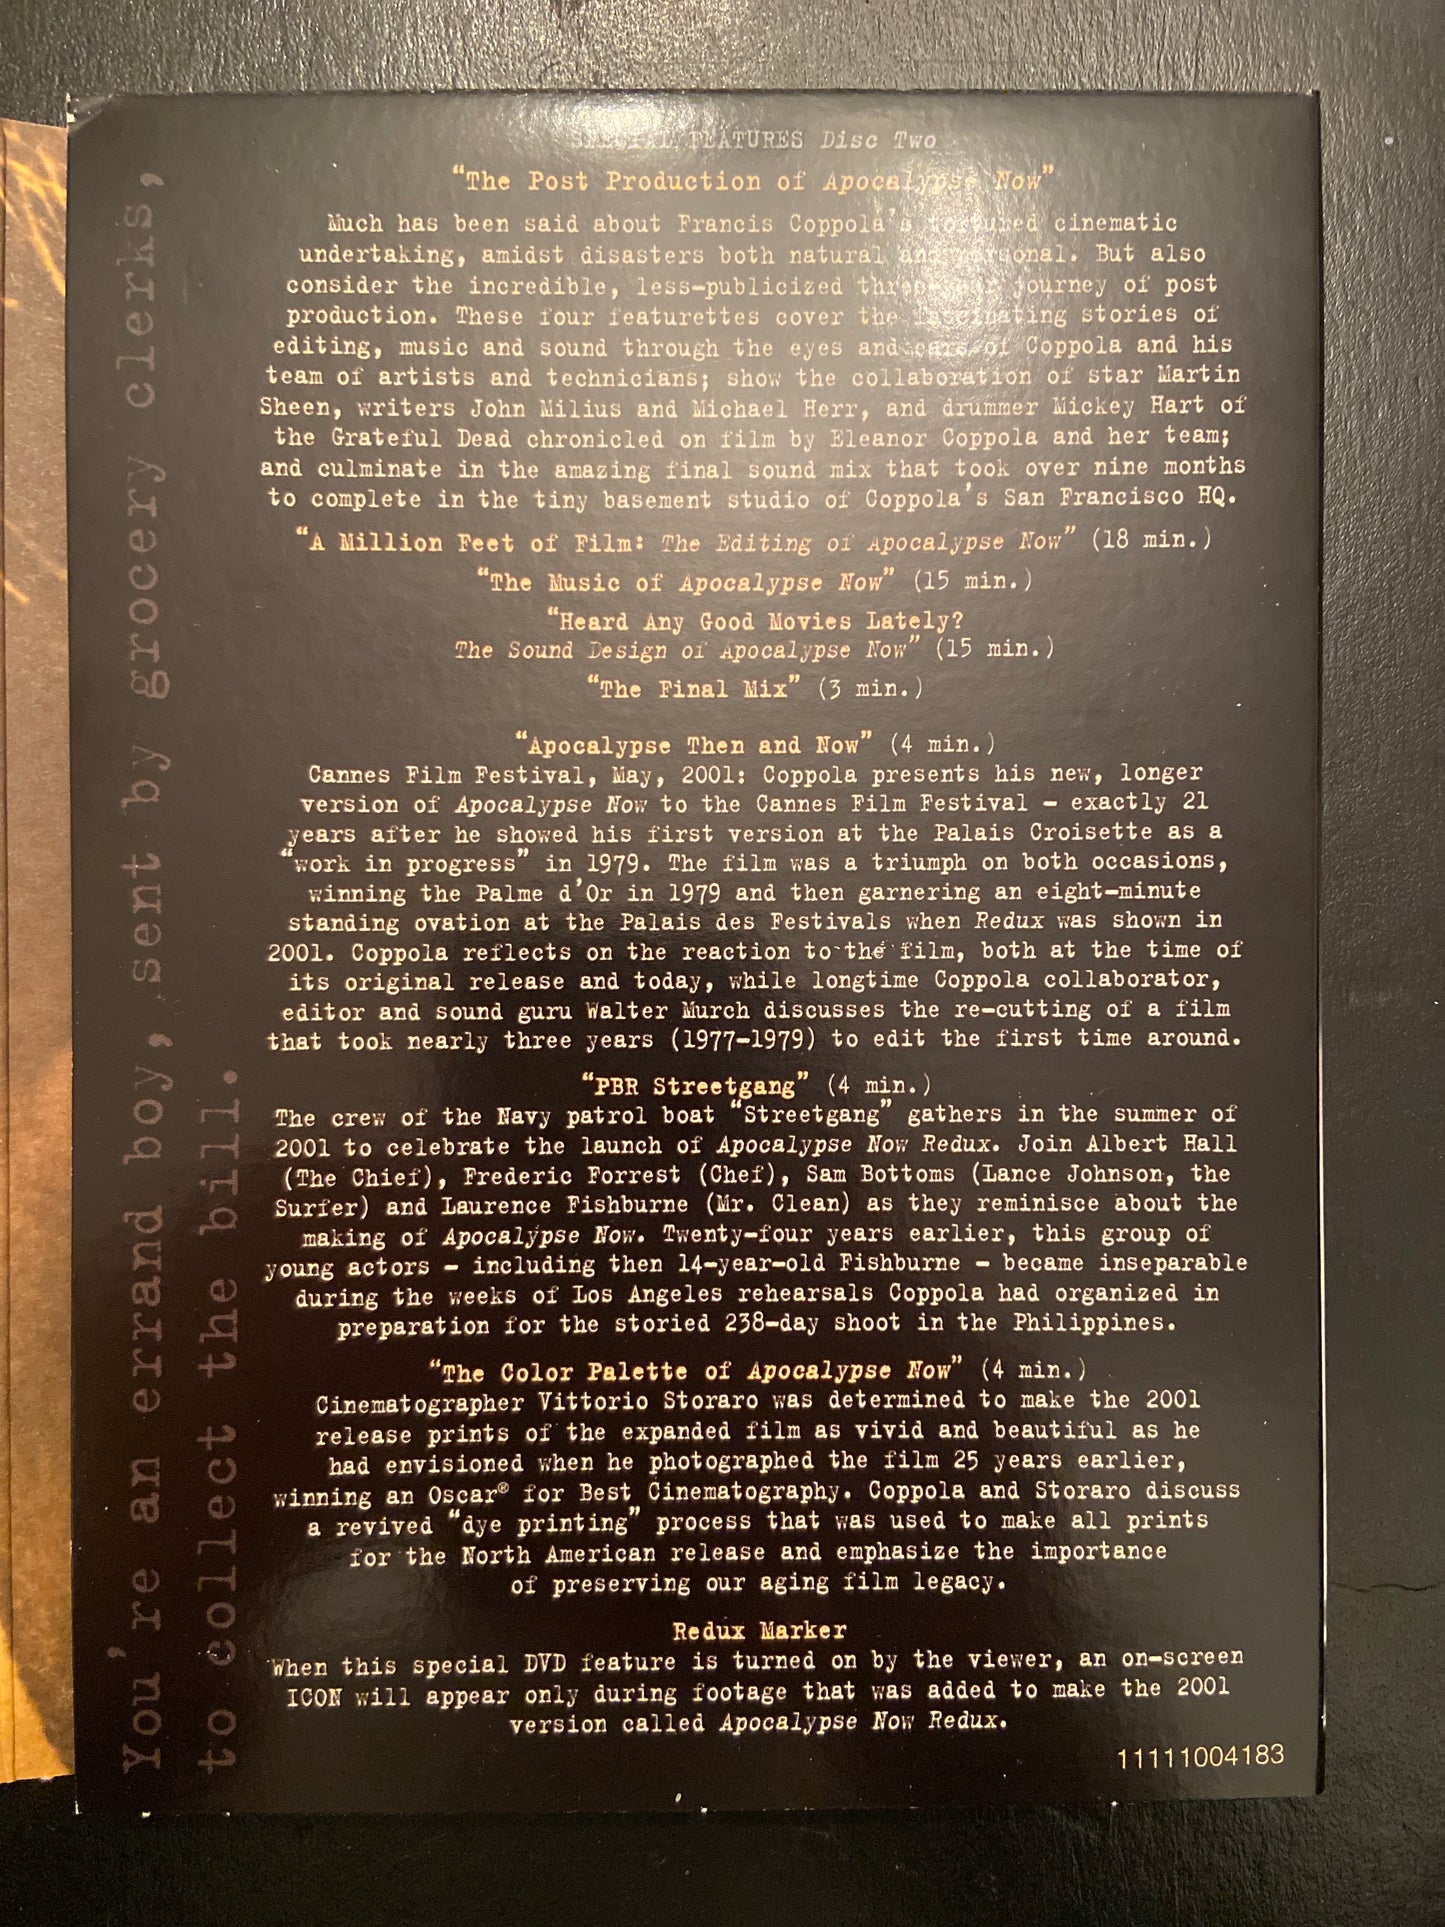 SPECIAL FEATURES Disc Two
“The Post Production of Apocalypse Now”
Much has been said about Francis Coppola's tortured cinematic
undertaking, amidst disasters both natural and personal. But also
consider the incredible, less-publicized three-year journey of post
production. These four featurettes cover the fascinating stories of
editing, music and sound through the eyes and ears of Coppola and his
team of artists and technicians; show the collaboration of star Martin
Sheen, writers John Milius and Michael Herr, and drummer Mickey Hart of
the Grateful Dead chronicled on film by Eleanor Coppola and her team;
and culminate in the amazing final sound mix that took over nine months
to complete in the tiny basement studio of Coppola's San Francisco HQ.
“A Million Feet of Film: The Editing of Apocalypse Now” (18 min.)
“The Music of Apocalypse Now” (15 min.)
“Heard Any Good Movies Lately?
The Sound Design of Apocalypse Now” (15 min.)
“The Final Mix” (3 min.)
“Apocalypse Then and Now” (4 min.)
Cannes Film Festival, May, 2001: Coppola presents his new, longer
version of Apocalypse Now to the Cannes Film Festival – exactly 21
years after he showed his first version at the Palais Croisette as a
“work in progress” in 1979. The film was a triumph on both occasions,
winning the Palme d'Or in 1979 and then garnering an eight-minute
standing ovation at the Palais des Festivals when Redux was shown in
2001. Coppola reflects on the reaction to the film, both at the time of
its original release and today, while longtime Coppola collaborator,
editor and sound guru Walter Murch discusses the re-cutting of a film
that took nearly three years (1977-1979) to edit the first time around.
“PBR Streetgang” (4 min.)
The crew of the Navy patrol boat “Streetgang” gathers in the summer of
2001 to celebrate the launch of Apocalypse Now Redux. Join Albert Hall
(The Chief), Frederic Forrest (Chef), Sam Bottoms (Lance Johnson, the
Surfer) and Laurence Fishburne (Mr. Clean) as they reminisce about the
making of Apocalypse Now. Twenty-four years earlier, this group of
young actors – including then 14-year-old Fishburne – became inseparable
during the weeks of Los Angeles rehearsals Coppola had organized in
preparation for the storied 238-day shoot in the Philippines.
“The Color Palette of Apocalypse Now” (4 min.)
Cinematographer Vittorio Storaro was determined to make the 2001
release prints of the expanded film as vivid and beautiful as he
had envisioned when he photographed the film 25 years earlier,
winning an Oscar® for Best Cinematography. Coppola and Storaro discuss
a revived “dye printing” process that was used to make all prints
for the North American release and emphasize the importance
of preserving our aging film legacy.
Redux Marker
When this special DVD feature is turned on by the viewer, an on-screen
ICON will appear only during footage that was added to make the 2001
version called Apocalypse Now Redux.
11111004183
You're an errand boy, sent by grocery clerks,
to collect the bill.